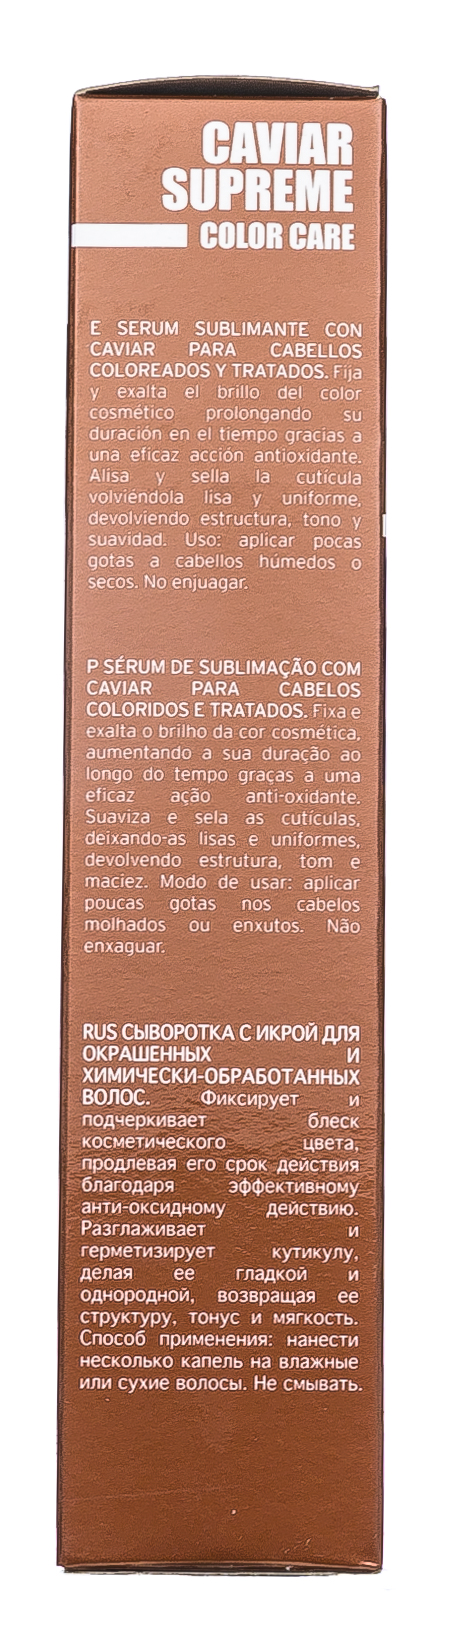 CAVIAR
SUPREME
COLOR CARE
E SERUM SUBLIMANTE CON
CAVIAR PARA CABELLOS
COLOREADOS Y TRATADOS. Fija
y exalta el brillo del color
cosmético prolongando su
duración en el tiempo gracias a
una eficaz acción antioxidante.
Alisa y sella la cutícula
volviéndola lisa y uniforme,
devolviendo estructura, tono y
suavidad. Uso: aplicar pocas
gotas a cabellos húmedos o
secos. No enjuagar.
P SÉRUM DE SUBLIMAÇÃO COM
CAVIAR PARA CABELOS
COLORIDOS E TRATADOS. Fixa e
exalta o brilho da cor cosmética,
aumentando a sua duração ao
longo do tempo graças a uma
eficaz ação anti-oxidante.
Suaviza e sela as cutículas,
deixando-as lisas e uniformes,
devolvendo estrutura, tom e
maciez. Modo de usar: aplicar
poucas gotas nos cabelos
molhados ou enxutos. Não
enxaguar.
RUS СЫВОРОТКА С ИКРОЙ ДЛЯ
ОКРАШЕННЫХ И
ХИМИЧЕСКИ-ОБРАБОТАННЫХ
ВОЛОС. Фиксирует и
подчеркивает блеск
косметического цвета,
продлевая его срок действия
благодаря эффективному
анти-оксидному действию.
Разглаживает и
герметизирует кутикулу,
делая ее гладкой и
однородной, возвращая ее
структуру, тонус и мягкость.
Способ применения: нанести
несколько капель на влажные
или сухие волосы. Не смывать.